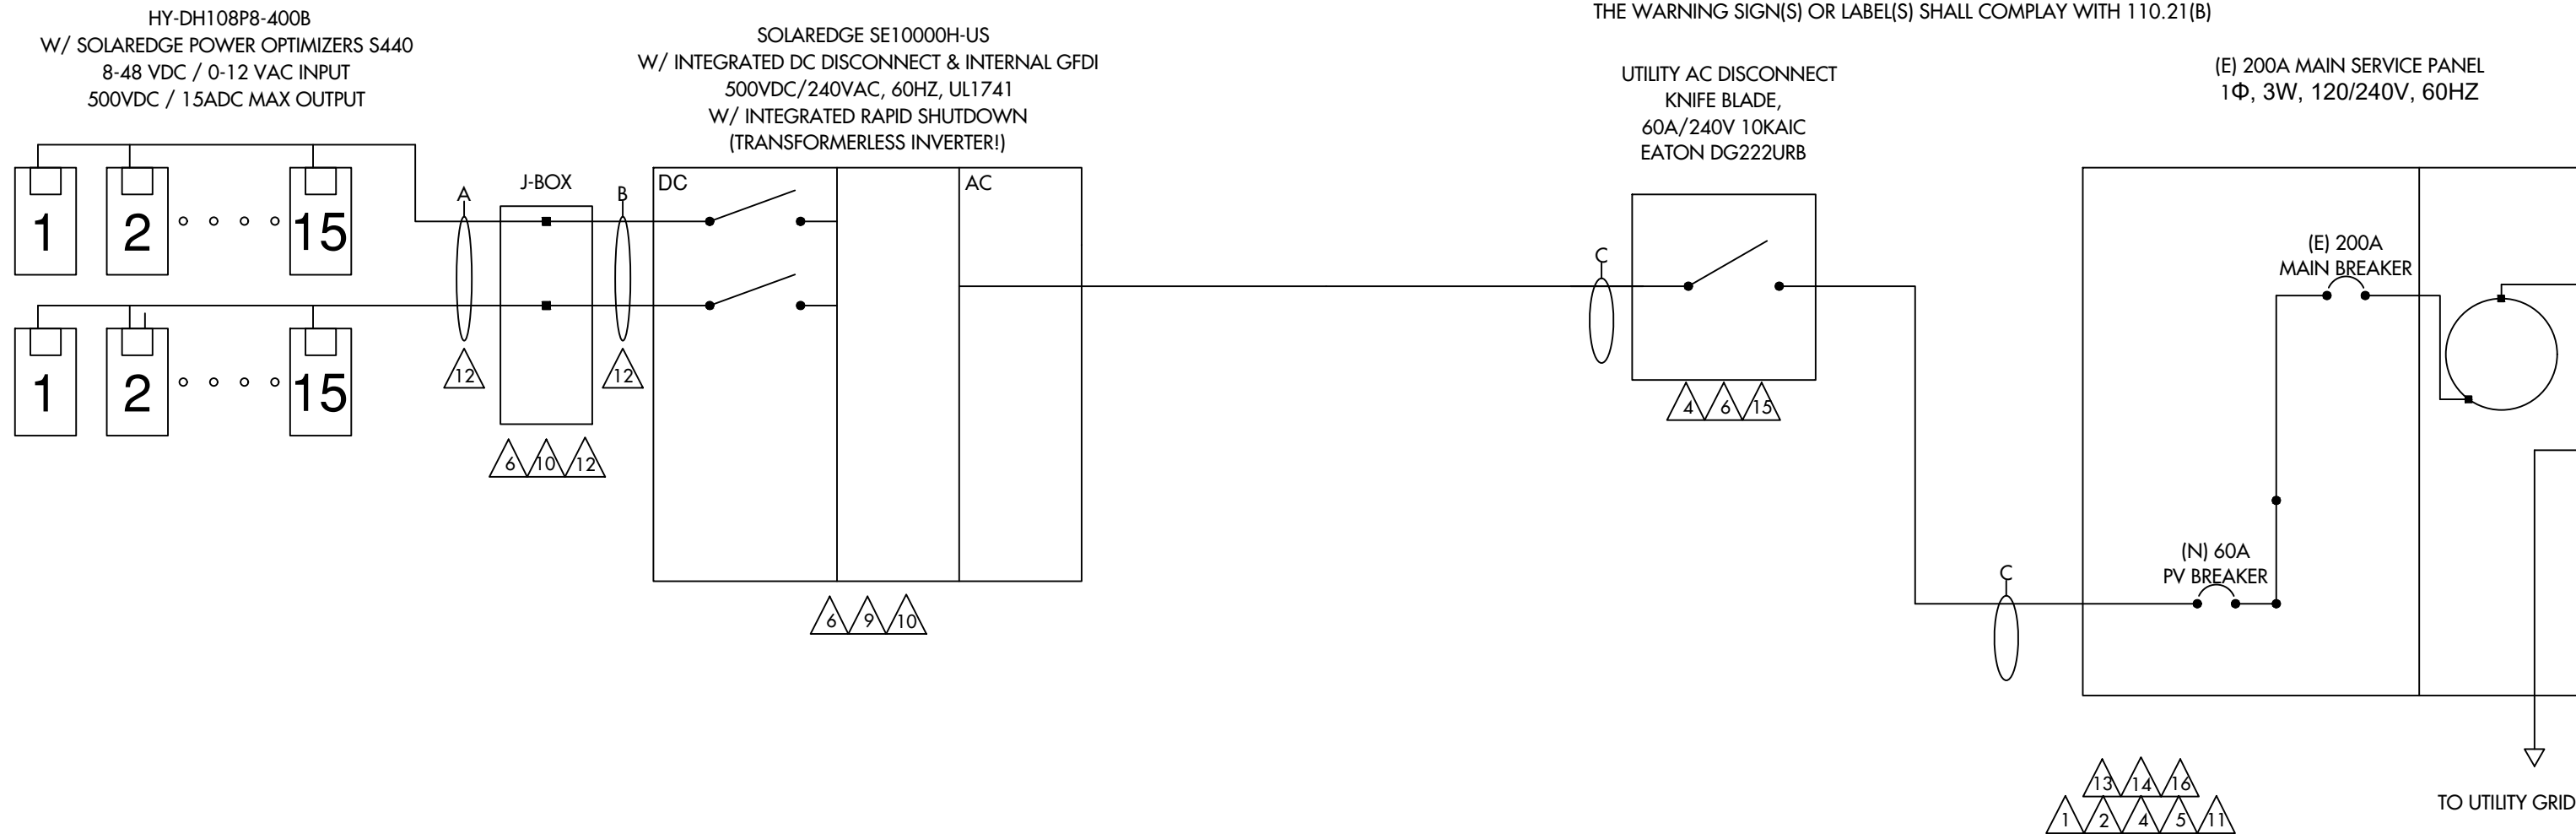 HY-DH108P8-400B
W/ SOLAREDGE POWER OPTIMIZERS S440
8-48 VDC / 0-12 VAC INPUT
500VDC / 15ADC MAX OUTPUT
1
2
15
1
2
15
A
12
J-BOX
6 10 12
B
12
SOLAREDGE SE10000H-US
W/ INTEGRATED DC DISCONNECT & INTERNAL GFDI
500VDC/240VAC, 60HZ, UL1741
W/ INTEGRATED RAPID SHUTDOWN
(TRANSFORMERLESS INVERTER!)
DC
AC
6 9 10
THE WARNING SIGN(S) OR LABEL(S) SHALL COMPLAY WITH 110.21(B)
UTILITY AC DISCONNECT
KNIFE BLADE,
60A/240V 10KAIC
EATON DG222URB
C
4 6 15
C
(E) 200A MAIN SERVICE PANEL
1Φ, 3W, 120/240V, 60HZ
(E) 200A
MAIN BREAKER
(N) 60A
PV BREAKER
13 14 16
1 2 4 5 11
TO UTILITY GRID